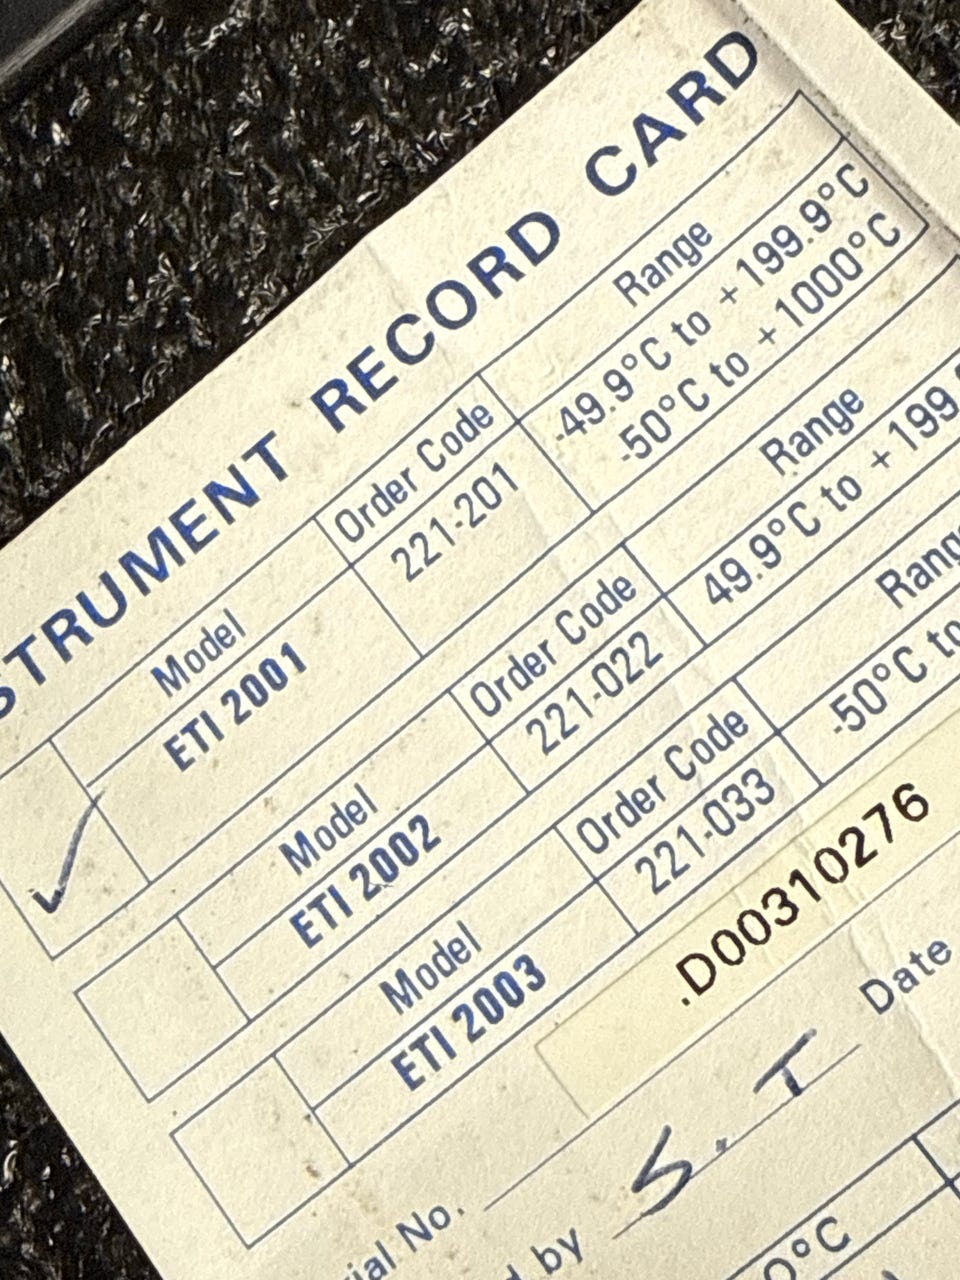 STRUMENT RECORD CARD
Model Order Code Range
ETI 2001 221-201 -49.9°C to +199.9°C
-50°C to +1000°C
Model Order Code Range
ETI 2002 221-022 49.9°C to +199
Model Order Code Rang
ETI 2003 221-033 -50°C to
.D00310276
ial No. Date
d by S. T
0°C